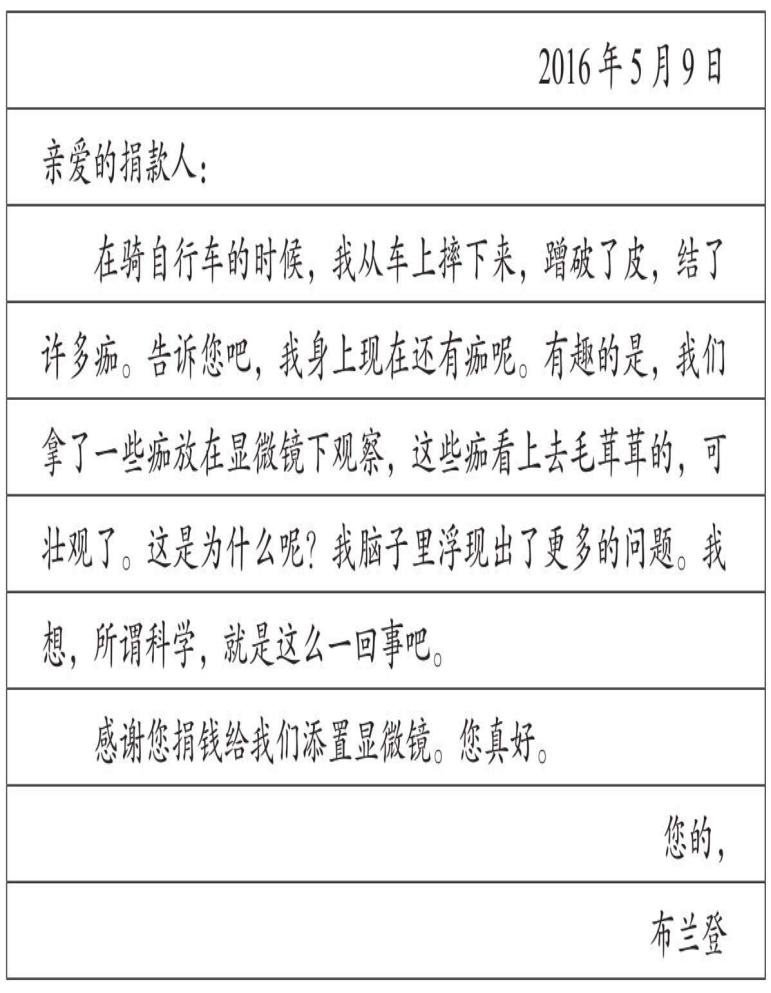 2016年5月9日
亲爱的捐款人：
在骑自行车的时候，我从车上摔下来，蹭破了皮，结了
许多痂。告诉您吧，我身上现在还有痂呢。有趣的是，我们
拿了一些痂放在显微镜下观察，这些痂看上去毛茸茸的，可
壮观了。这是为什么呢？我脑子里浮现出了更多的问题。我
想，所谓科学，就是这么一回事吧。
感谢您捐钱给我们添置显微镜。您真好。
您的，
布兰登